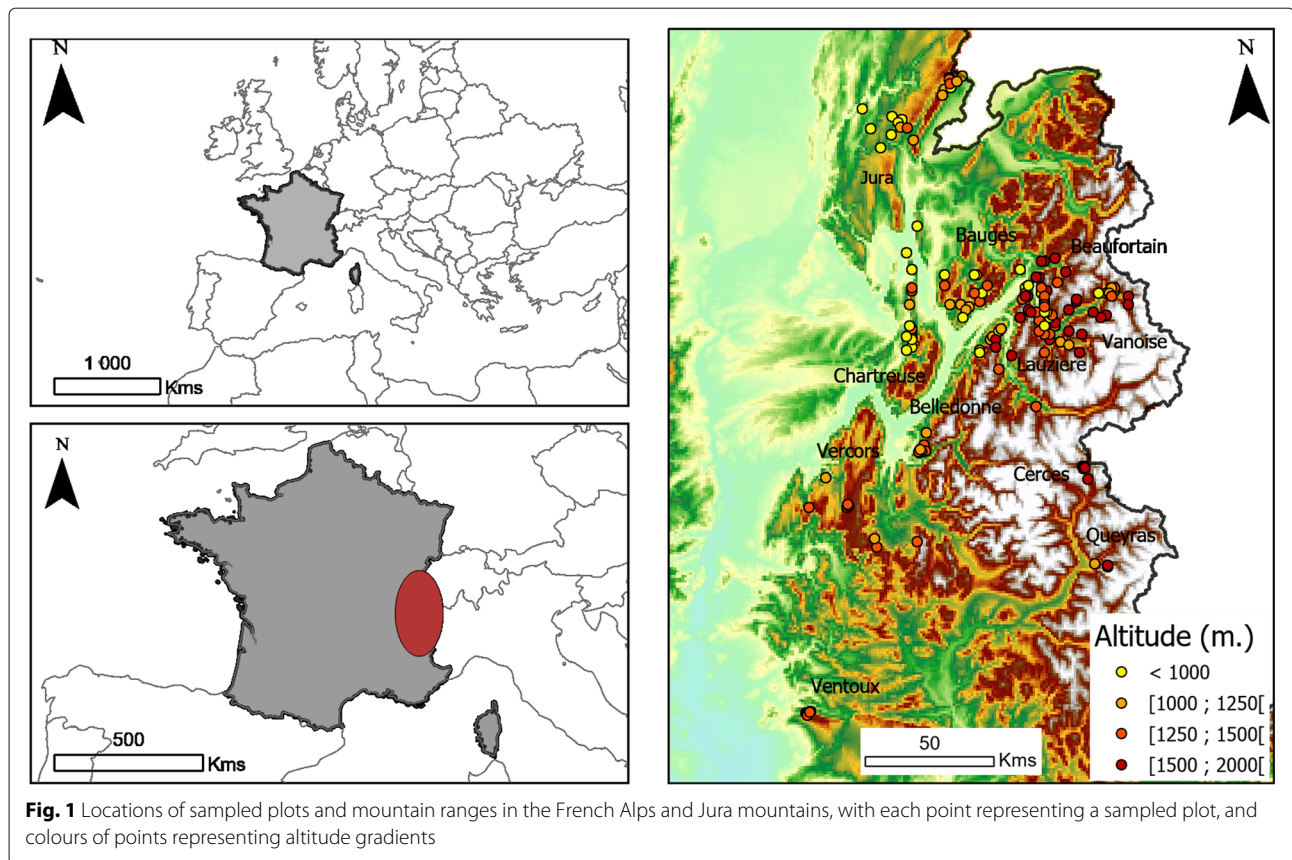 N
1 000
Kms
N
500
Kms
N
Jura
Bauges
Beaufortain
Vanoise
Lauzière
Chartreuse
Belledonne
Vercors
Cerces
Queyras
Ventoux
50
Kms
Altitude (m.)
< 1000
[1000 ; 1250[
[1250 ; 1500[
[1500 ; 2000[
Fig. 1 Locations of sampled plots and mountain ranges in the French Alps and Jura mountains, with each point representing a sampled plot, and
colours of points representing altitude gradients